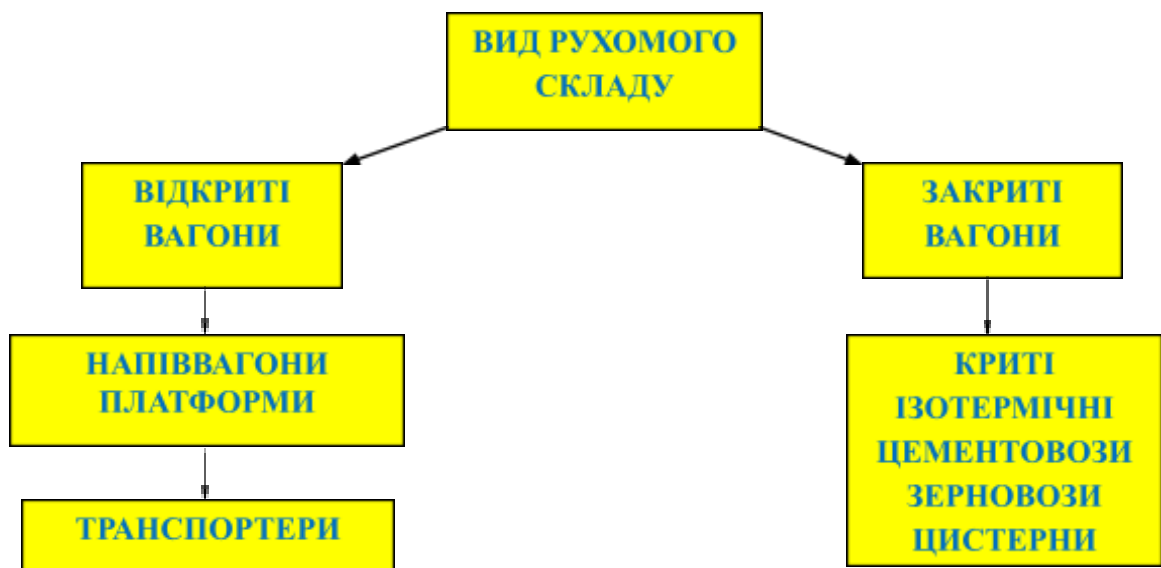 ВИД РУХОМОГО
СКЛАДУ
ВІДКРИТІ
ВАГОНИ
ЗАКРИТІ
ВАГОНИ
НАПІВВАГОНИ
ПЛАТФОРМИ
ТРАНСПОРТЕРИ
КРИТІ
ІЗОТЕРМІЧНІ
ЦЕМЕНТОВОЗИ
ЗЕРНОВОЗИ
ЦИСТЕРНИ